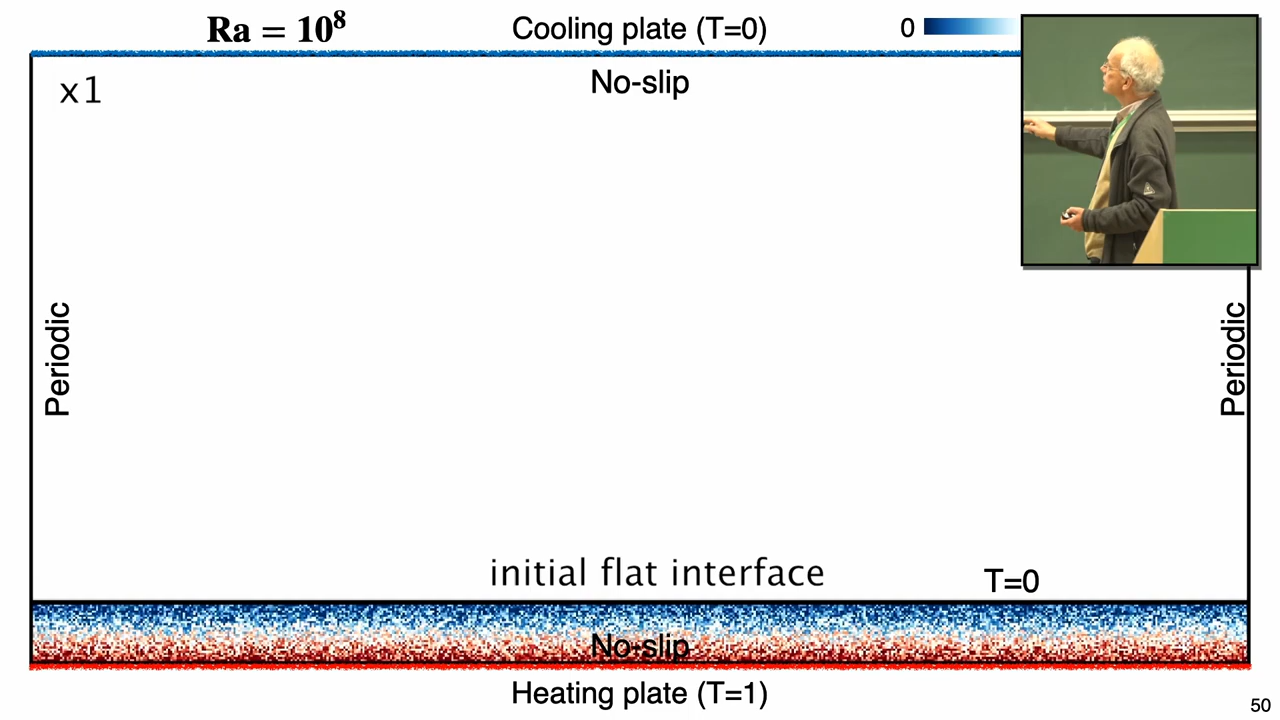 Ra = 10⁸
Cooling plate (T=0)
0
No-slip
x1
Periodic
Periodic
initial flat interface
T=0
No-slip
Heating plate (T=1)
50